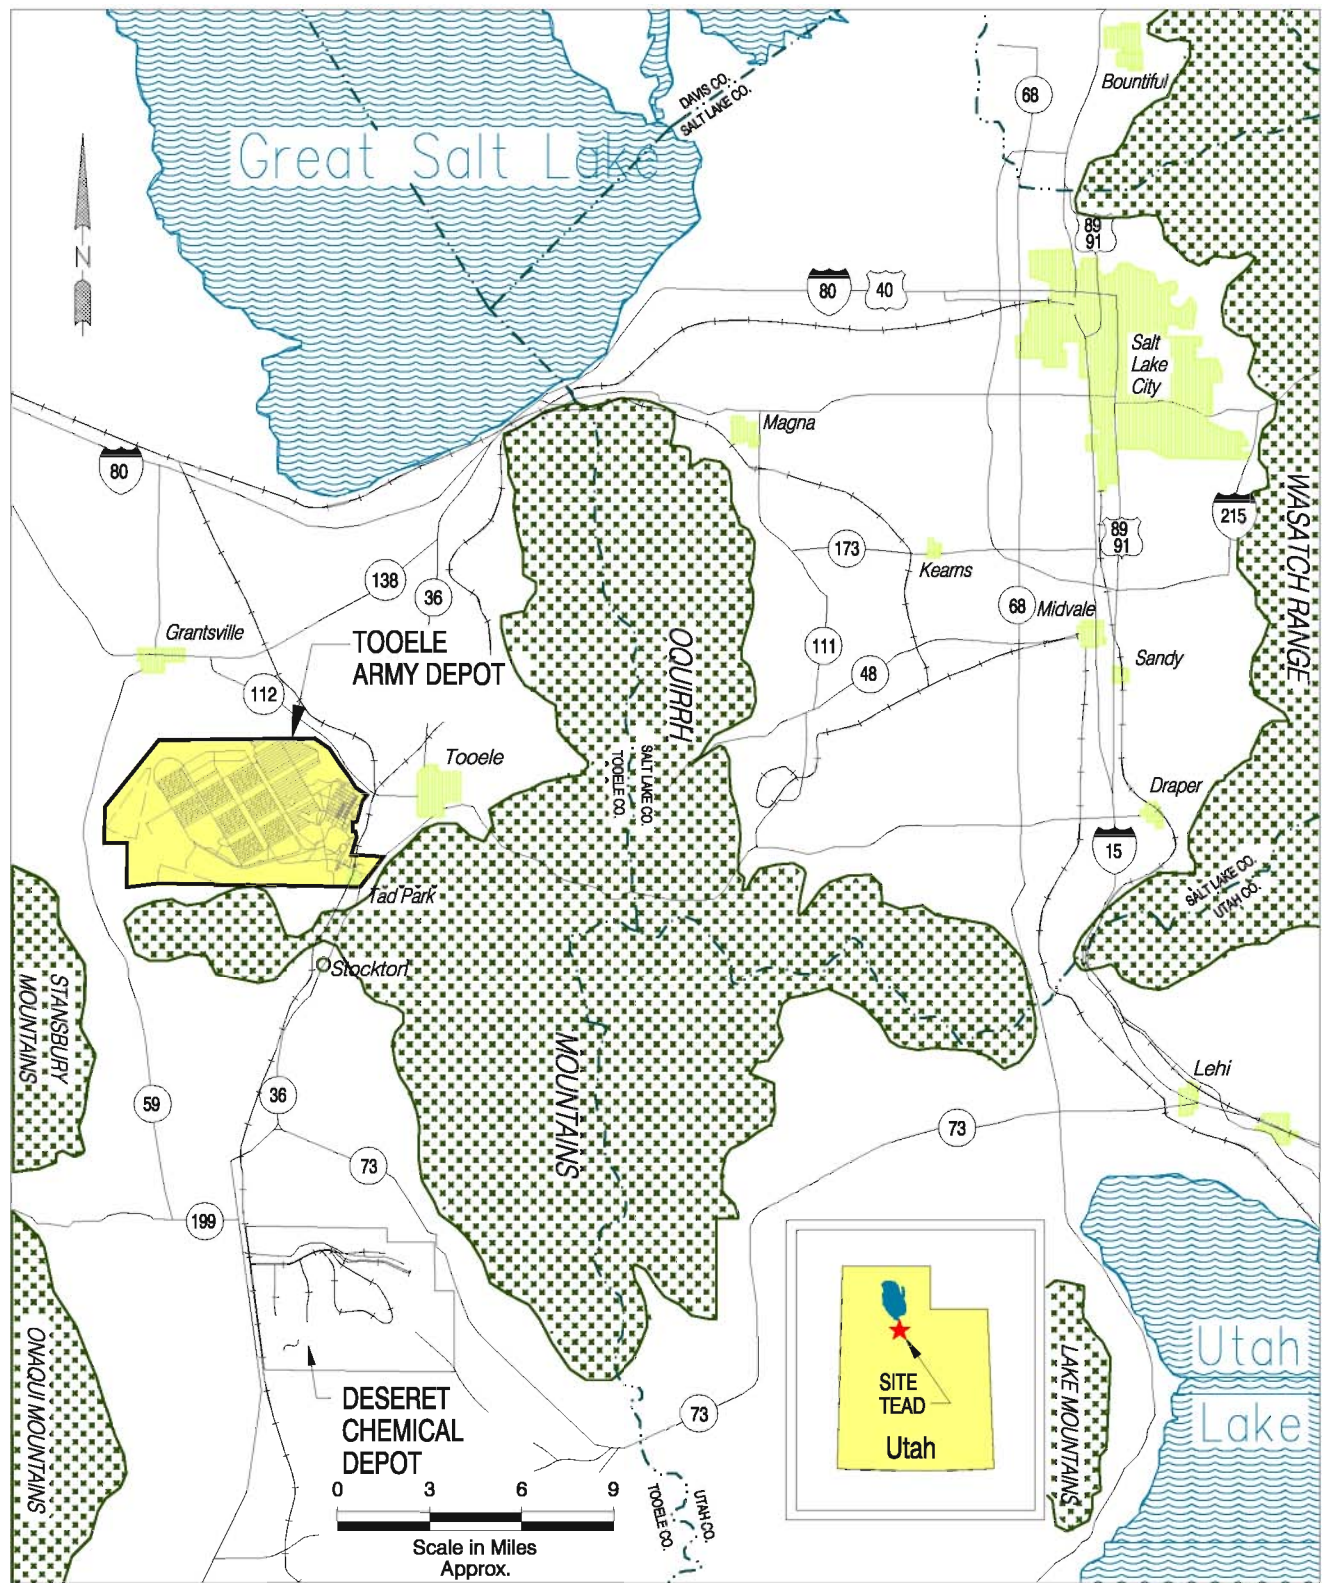 Bountiful
68
DAVIS CO.
SALT LAKE CO.
Great Salt Lake
N
89
91
80
40
Salt
Lake
City
Magna
80
WASATCH RANGE
215
89
91
173
Kearns
138
36
68
Midvale
Grantsville
TOOELE
ARMY DEPOT
OQUIRRH
111
48
Sandy
112
Tooele
SALT LAKE CO.
TOOELE CO.
Draper
15
SALT LAKE CO.
UTAH CO.
Tad Park
Stockton
STANSBURY
MOUNTAINS
MOUNTAINS
Lehi
59
36
73
73
199
Utah
Lake
SITE
TEAD
Utah
ONAQUI MOUNTAINS
LAKE MOUNTAINS
DESERET
CHEMICAL
DEPOT
73
UTAH CO.
TOOELE CO.
0 3 6 9
Scale in Miles
Approx.